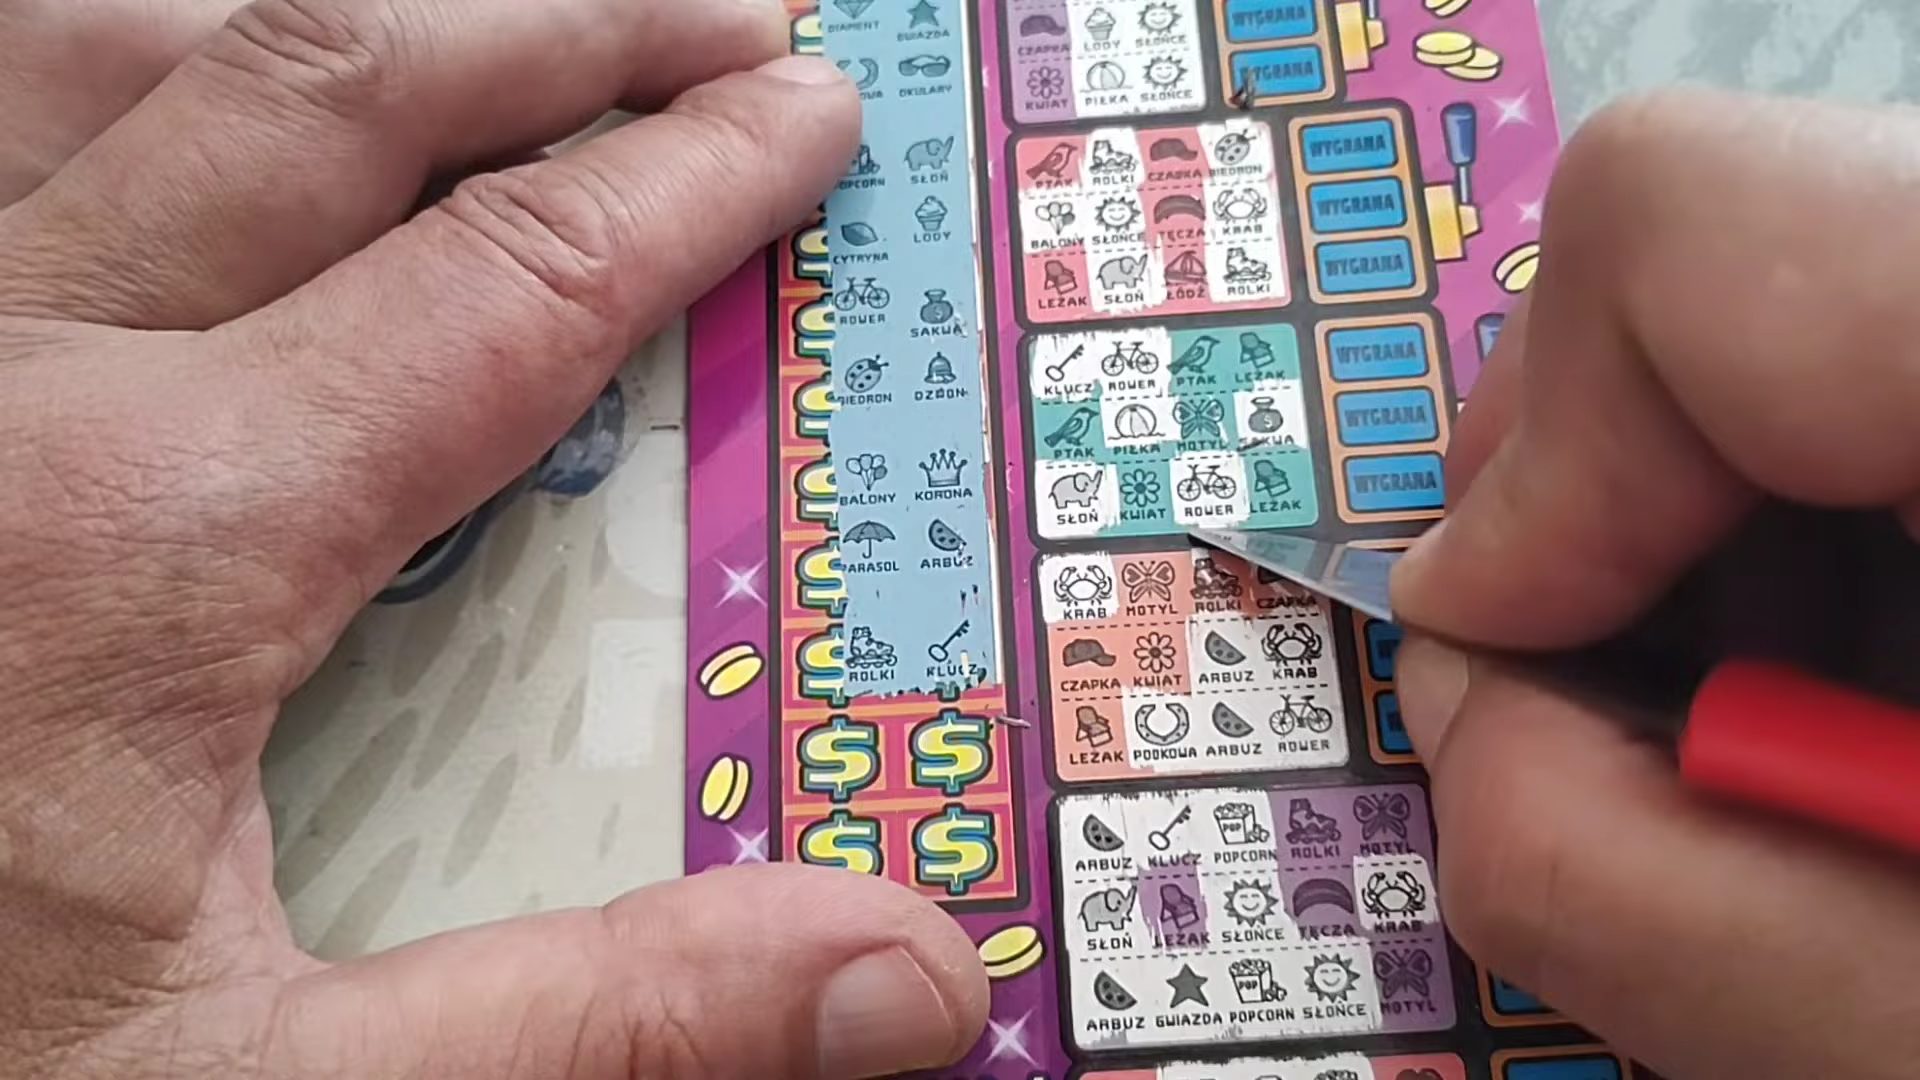 DIAMENT GWIAZDA
OKULARY
POPCORN SŁOŃ
CYTRYNA LODY
ROWER SAKWA
BIEDRON DZWON
BALONY KORONA
PARASOL ARBUZ
ROLKI KLUCZ
$ $
$ $
CZAPKA LODY SŁOŃCE
KWIAT PIŁKA SŁOŃCE
WYGRANA
WYGRANA
PTAK ROLKI CZAPKA BIEDRON
BALONY SŁOŃCE TĘCZA KRAB
LEŻAK SŁOŃ ŁÓDŹ ROLKI
WYGRANA
WYGRANA
WYGRANA
KLUCZ ROWER PTAK LEŻAK
PTAK PIŁKA MOTYL SAKWA
SŁOŃ KWIAT ROWER LEŻAK
WYGRANA
WYGRANA
WYGRANA
KRAB MOTYL ROLKI CZAPKA
CZAPKA KWIAT ARBUZ KRAB
LEŻAK PODKOWA ARBUZ ROWER
ARBUZ KLUCZ POPCORN ROLKI MOTYL
SŁOŃ LEŻAK SŁOŃCE TĘCZA KRAB
ARBUZ GWIAZDA POPCORN SŁOŃCE MOTYL